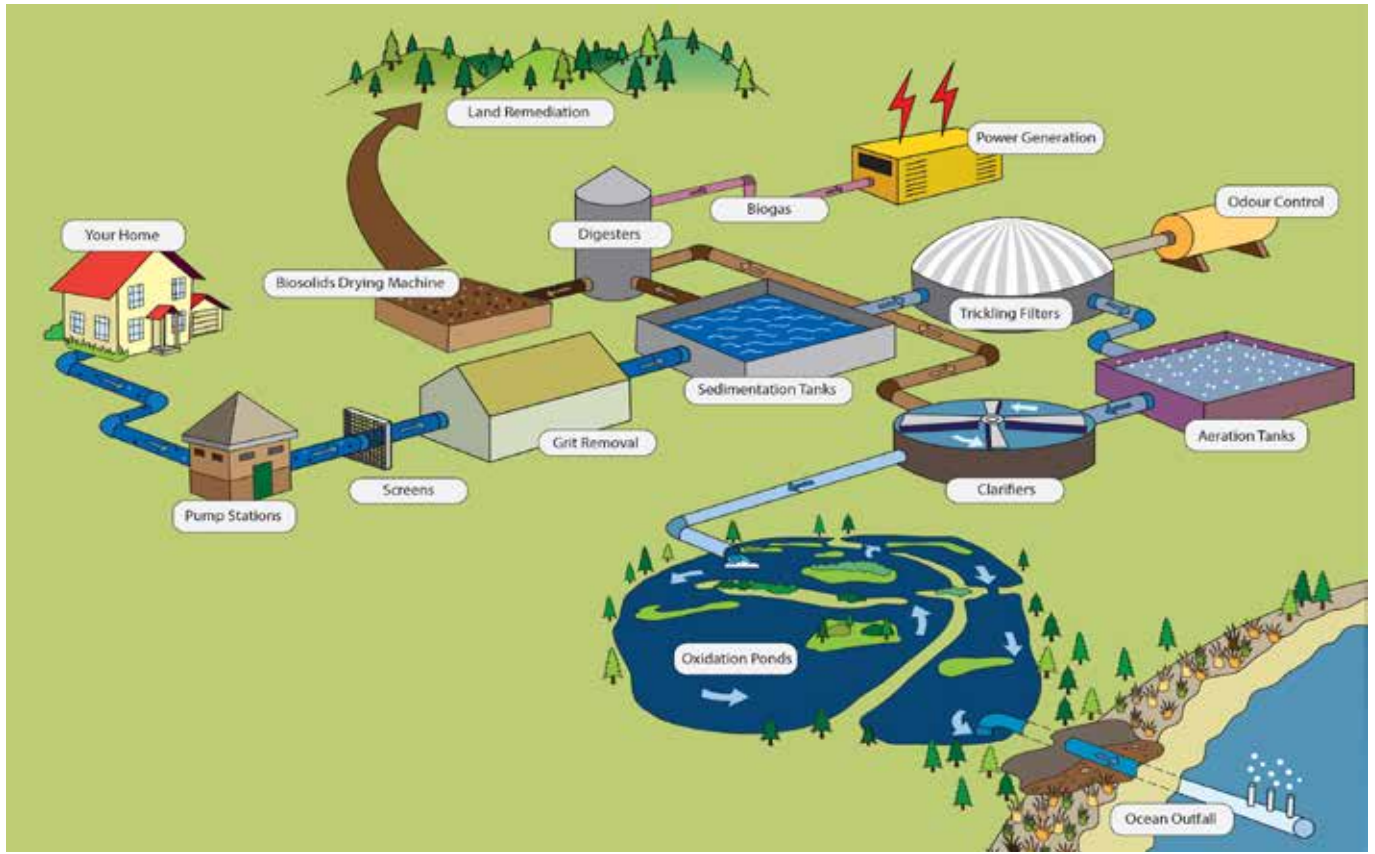 Land Remediation
Power Generation
Odour Control
Biogas
Your Home
Digesters
Biosolids Drying Machine
Trickling Filters
Sedimentation Tanks
Grit Removal
Aeration Tanks
Screens
Clarifiers
Pump Stations
Oxidation Ponds
Ocean Outfall